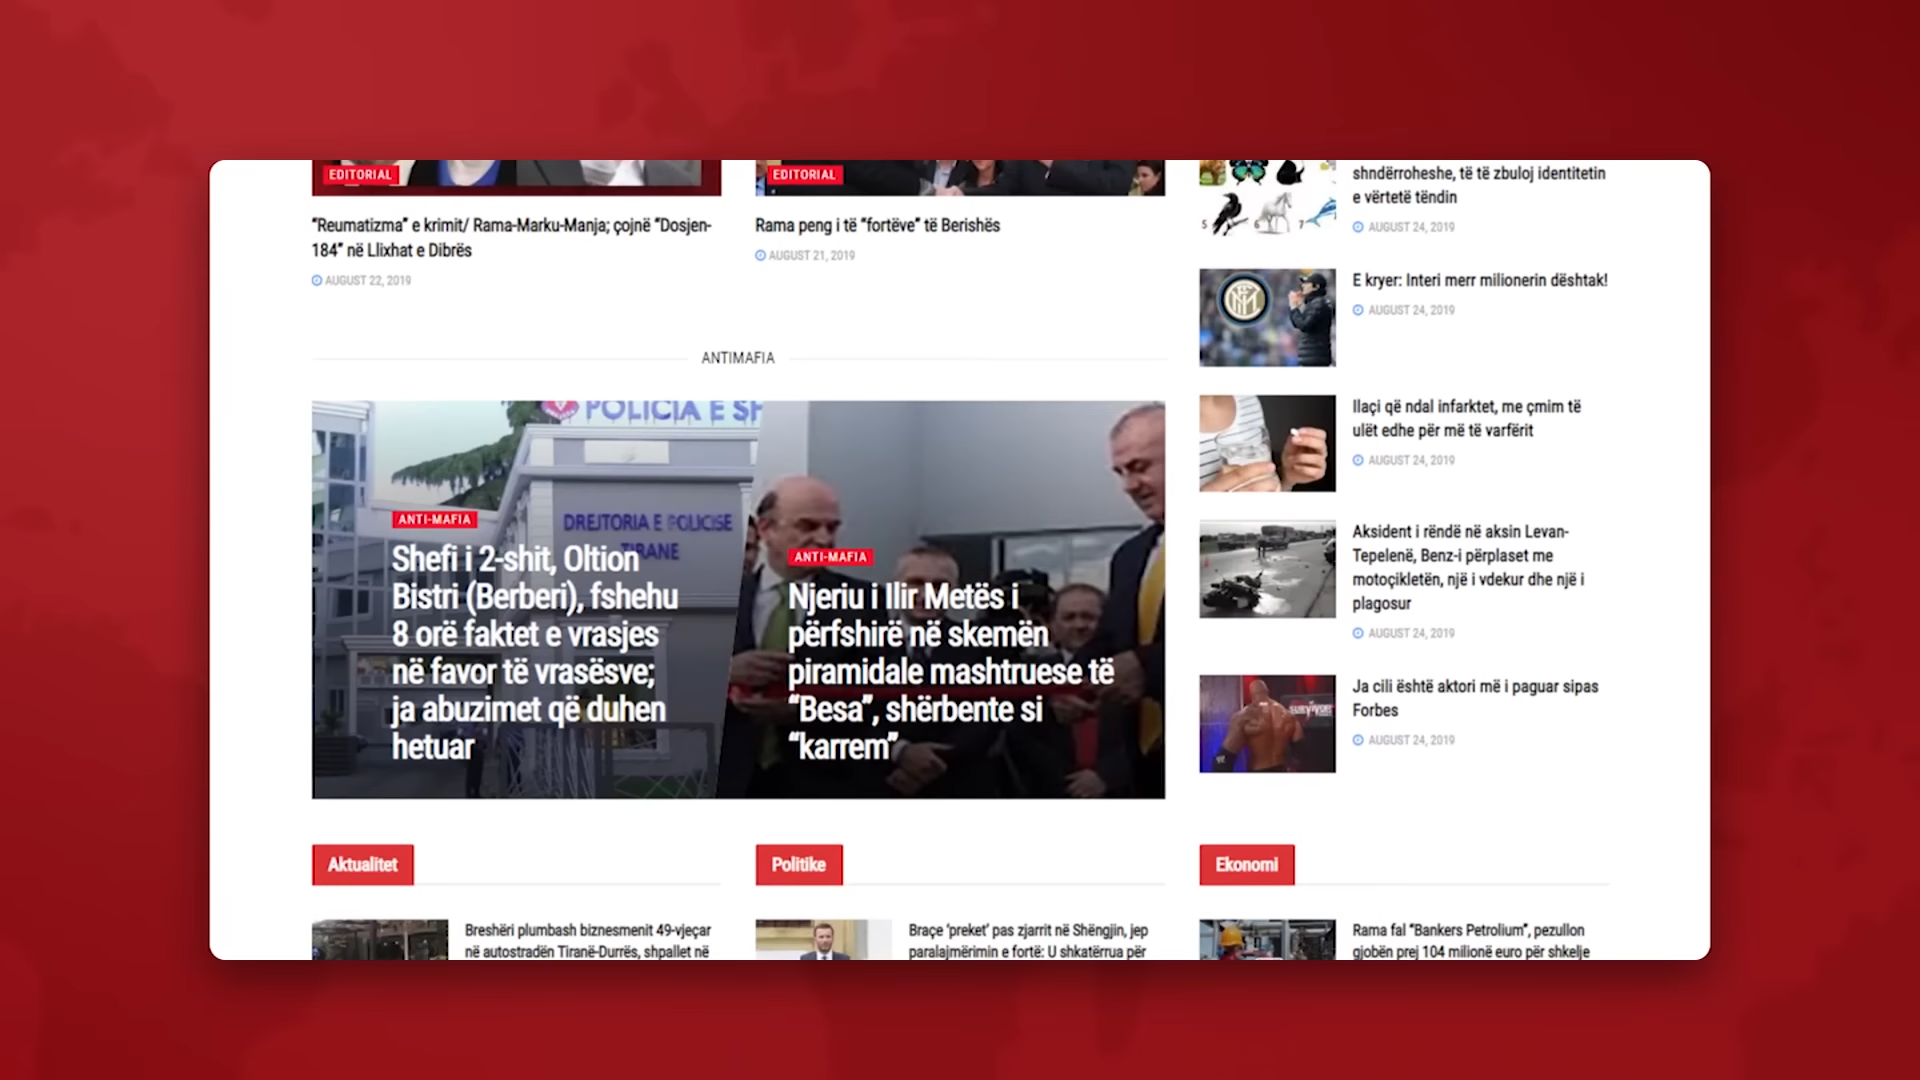 EDITORIAL
“Reumatizma” e krimit/ Rama-Marku-Manja; çojnë “Dosjen-
184” në Llixhat e Dibrës
AUGUST 22, 2019
EDITORIAL
Rama peng i të “fortëve” të Berishës
AUGUST 21, 2019
ANTIMAFIA
POLICIA E SH
DREJTORIA E POLICISE
TIRANE
ANTI-MAFIA
Shefi i 2-shit, Oltion
Bistri (Berberi), fshehu
8 orë faktet e vrasjes
në favor të vrasësve;
ja abuzimet që duhen
hetuar
ANTI-MAFIA
Njeriu i Ilir Metës i
përfshirë në skemën
piramidale mashtruese të
“Besa”, shërbente si
“karrem”
5 6 7
shndërroheshe, të të zbuloj identitetin
e vërtetë tëndin
AUGUST 24, 2019
E kryer: Interi merr milionerin dështak!
AUGUST 24, 2019
Ilaçi që ndal infarktet, me çmim të
ulët edhe për më të varfërit
AUGUST 24, 2019
Aksident i rëndë në aksin Levan-
Tepelenë, Benz-i përplaset me
motoçikletën, një i vdekur dhe një i
plagosur
AUGUST 24, 2019
Ja cili është aktori më i paguar sipas
Forbes
AUGUST 24, 2019
Aktualitet
Breshëri plumbash biznesmenit 49-vjeçar
në autostradën Tiranë-Durrës, shpallet në
Politike
Braçe ‘preket’ pas zjarrit në Shëngjin, jep
paralajmërimin e fortë: U shkatërrua për
Ekonomi
Rama fal “Bankers Petrolium”, pezullon
gjobën prej 104 milionë euro për shkelje